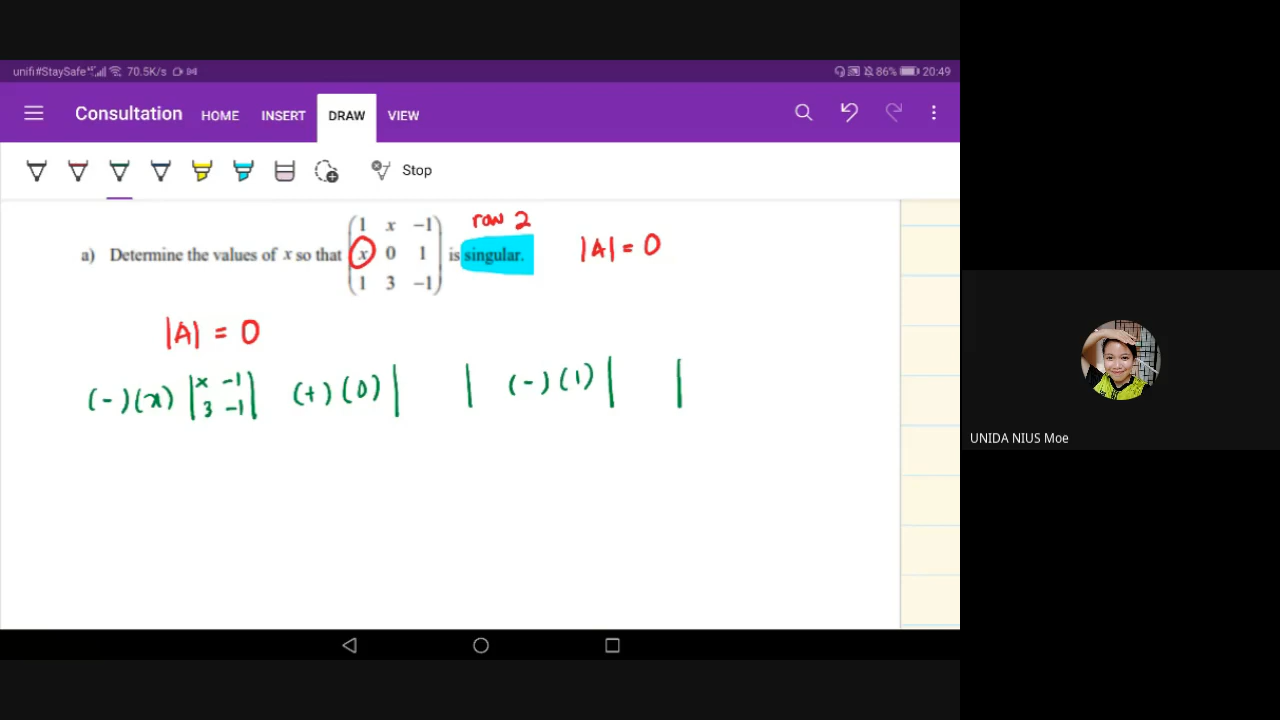 unifi#StaySafe 70.5K/s 86% 20:49
Consultation HOME INSERT DRAW VIEW
Stop
row 2
1 x −1
a) Determine the values of x so that x 0 1 is singular. |A| = 0
1 3 −1
|A| = 0
(-)(x) |x -1| (+)(0) | | (-)(1) | |
|3 -1|
UNIDA NIUS Moe